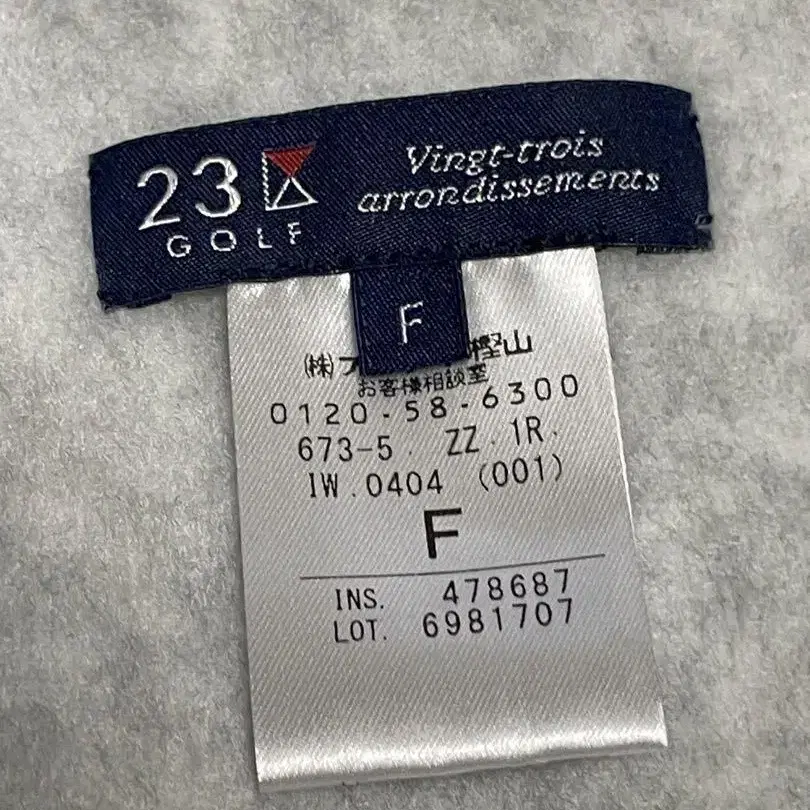 23
GOLF
Vingt-trois
arrondissements
F
(株) 樫山
お客様相談室
0120-58-6300
673-5. ZZ.1R.
IW.0404 (001)
F
INS. 478687
LOT. 6981707